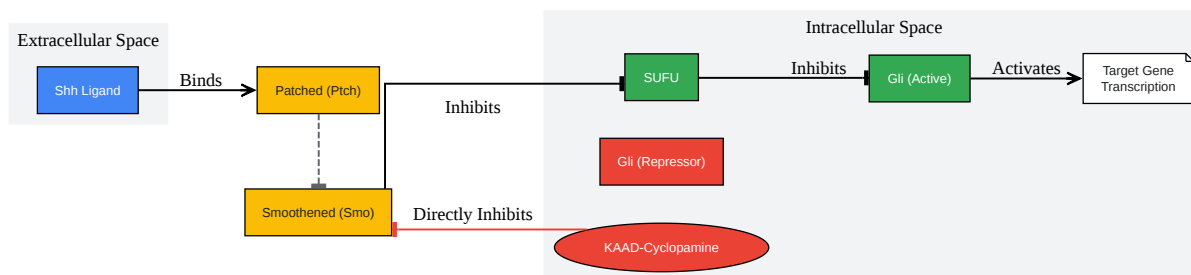 Extracellular Space
Intracellular Space
Shh Ligand
Binds
Patched (Ptch)
Inhibits
SUFU
Inhibits
Gli (Active)
Activates
Target Gene
Transcription
Gli (Repressor)
Smoothened (Smo)
Directly Inhibits
KAAD-Cyclopamine